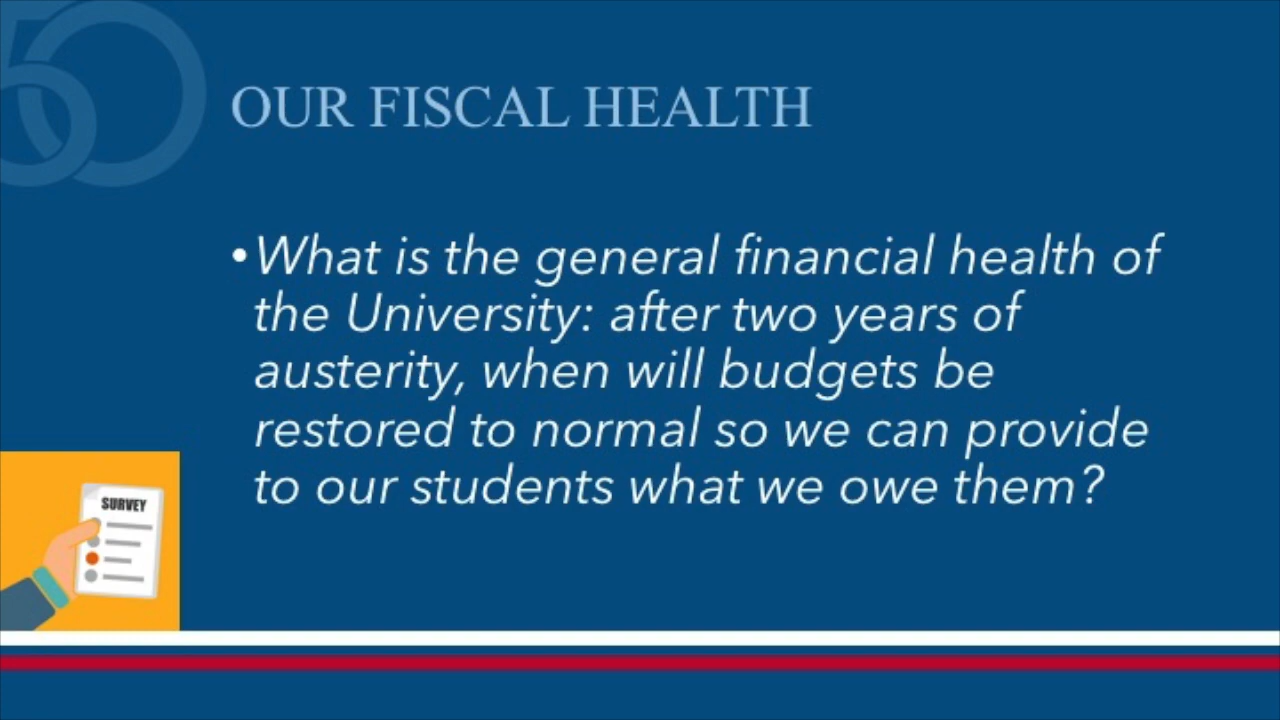 50
OUR FISCAL HEALTH
• What is the general financial health of
the University: after two years of
austerity, when will budgets be
restored to normal so we can provide
to our students what we owe them?
SURVEY